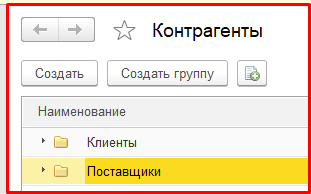 Контрагенты
Создать Создать группу
Наименование
Клиенты
Поставщики